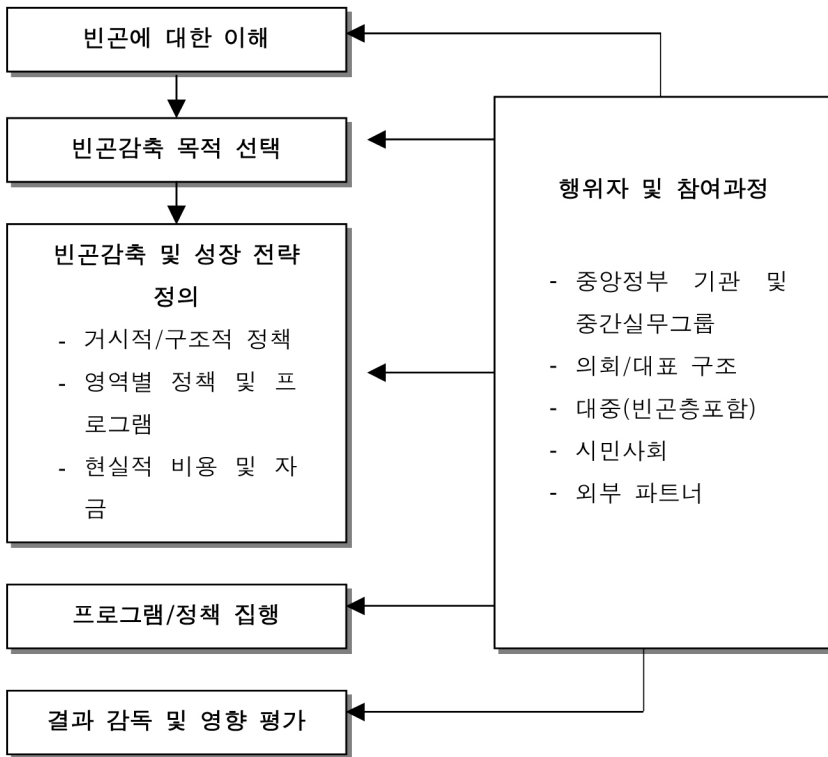 빈곤에 대한 이해
빈곤감축 목적 선택
빈곤감축 및 성장 전략
정의
- 거시적/구조적 정책
- 영역별 정책 및 프
로그램
- 현실적 비용 및 자
금
프로그램/정책 집행
결과 감독 및 영향 평가
행위자 및 참여과정
- 중앙정부 기관 및
중간실무그룹
- 의회/대표 구조
- 대중(빈곤층포함)
- 시민사회
- 외부 파트너